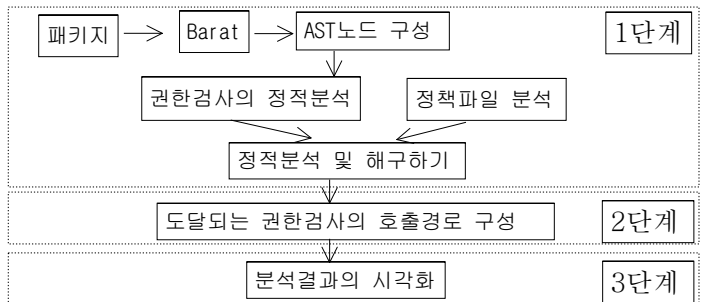 패키지
Barat
AST노드 구성
1단계
권한검사의 정적분석
정책파일 분석
정적분석 및 해구하기
도달되는 권한검사의 호출경로 구성
2단계
분석결과의 시각화
3단계